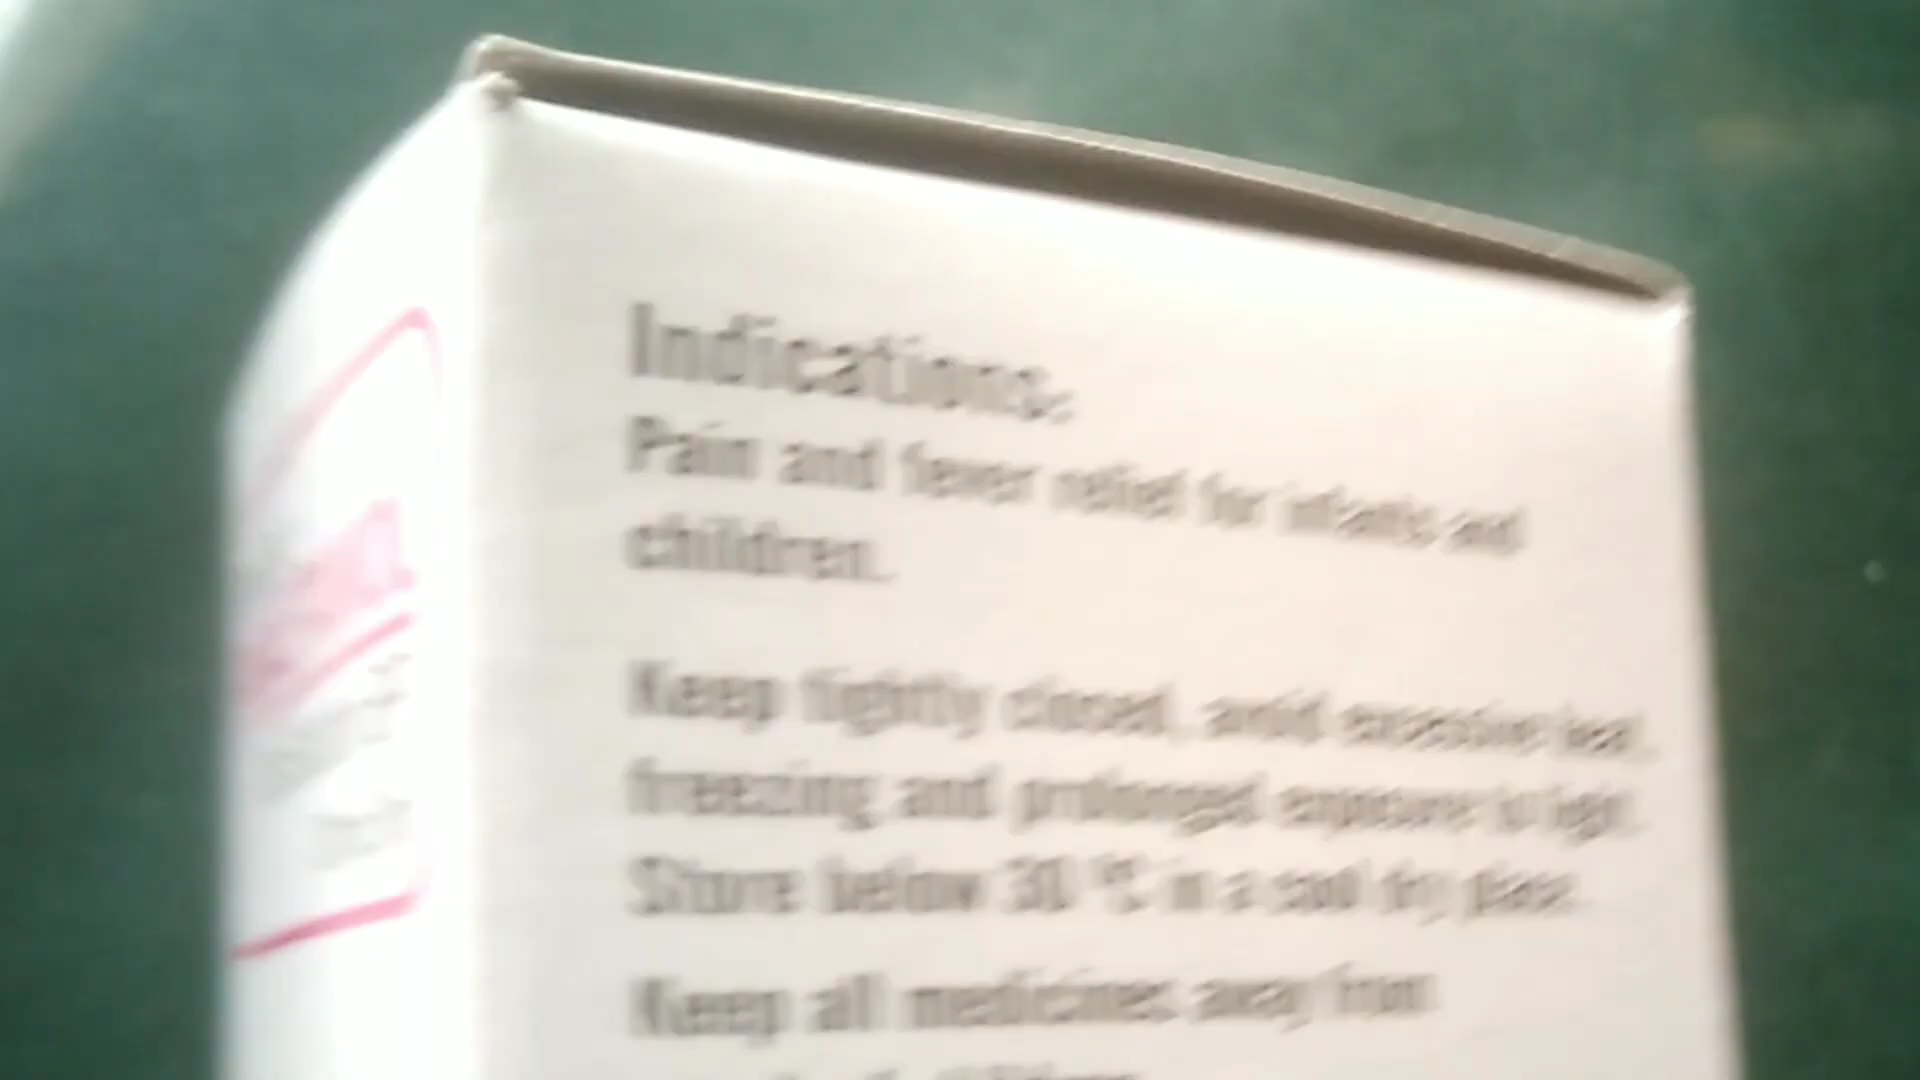 Indications:
Pain and fever relief for infants and
children.
Keep tightly closed, avoid excessive heat,
freezing and prolonged exposure to light.
Store below 30 °C in a cool dry place.
Keep all medicines away from